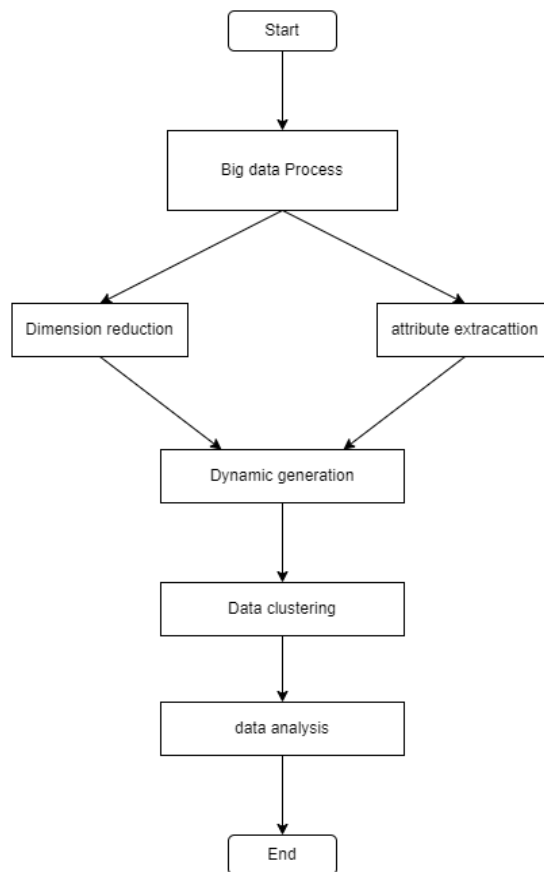 Start
Big data Process
Dimension reduction
attribute extracattion
Dynamic generation
Data clustering
data analysis
End